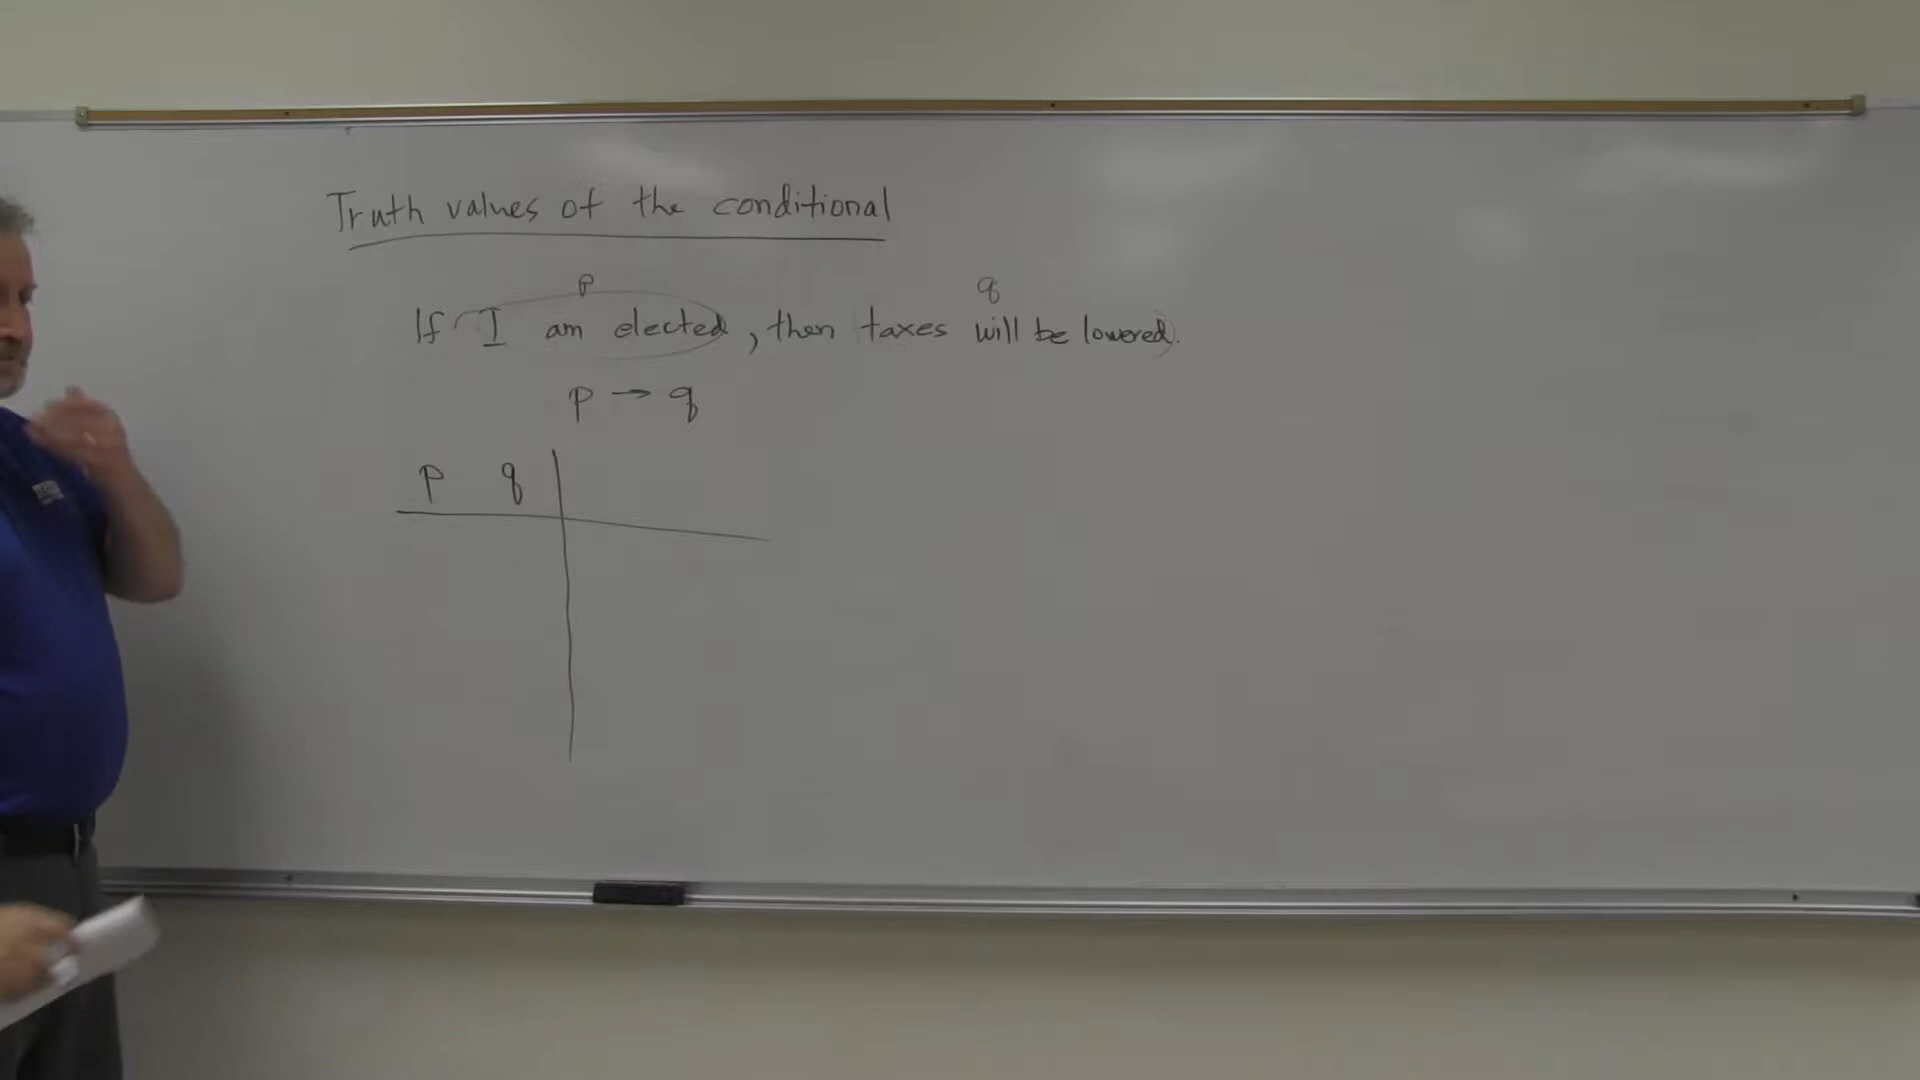 Truth values of the conditional
p q
If I am elected, then taxes will be lowered.
p → q
p q